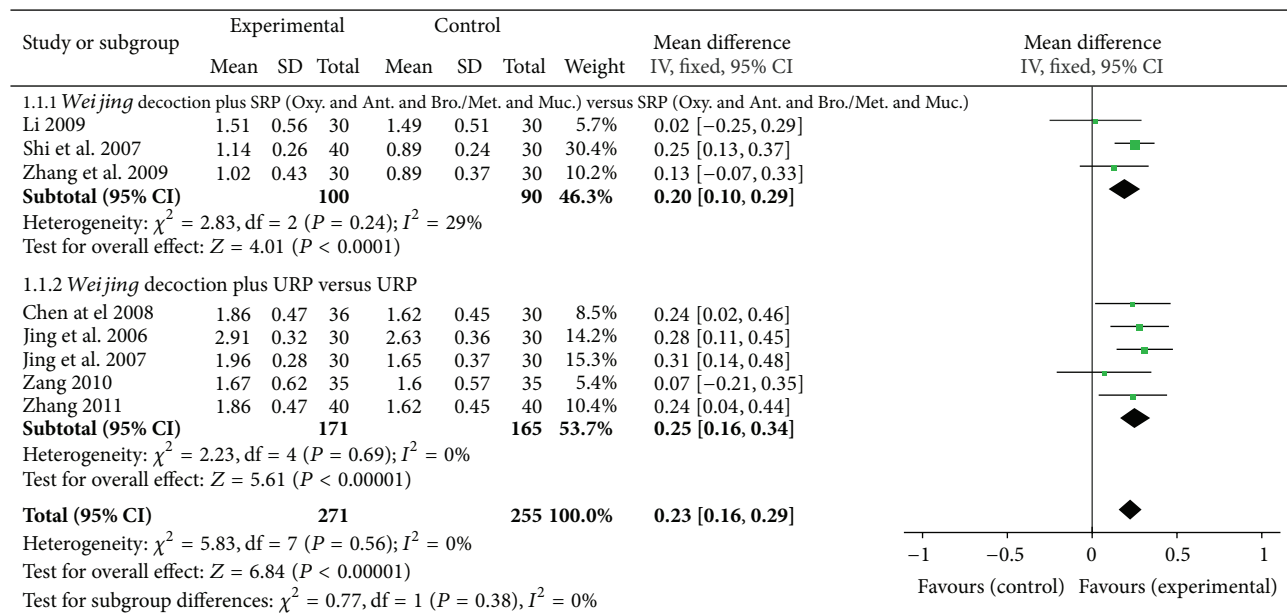 Study or subgroup Experimental Control Mean difference Mean difference
Mean SD Total Mean SD Total Weight IV, fixed, 95% CI IV, fixed, 95% CI
1.1.1 Wei jing decoction plus SRP (Oxy. and Ant. and Bro./Met. and Muc.) versus SRP (Oxy. and Ant. and Bro./Met. and Muc.)
Li 2009 1.51 0.56 30 1.49 0.51 30 5.7% 0.02 [−0.25, 0.29]
Shi et al. 2007 1.14 0.26 40 0.89 0.24 30 30.4% 0.25 [0.13, 0.37]
Zhang et al. 2009 1.02 0.43 30 0.89 0.37 30 10.2% 0.13 [−0.07, 0.33]
Subtotal (95% CI) 100 90 46.3% 0.20 [0.10, 0.29]
Heterogeneity: χ² = 2.83, df = 2 (P = 0.24); I² = 29%
Test for overall effect: Z = 4.01 (P < 0.0001)
1.1.2 Wei jing decoction plus URP versus URP
Chen at el 2008 1.86 0.47 36 1.62 0.45 30 8.5% 0.24 [0.02, 0.46]
Jing et al. 2006 2.91 0.32 30 2.63 0.36 30 14.2% 0.28 [0.11, 0.45]
Jing et al. 2007 1.96 0.28 30 1.65 0.37 30 15.3% 0.31 [0.14, 0.48]
Zang 2010 1.67 0.62 35 1.6 0.57 35 5.4% 0.07 [−0.21, 0.35]
Zhang 2011 1.86 0.47 40 1.62 0.45 40 10.4% 0.24 [0.04, 0.44]
Subtotal (95% CI) 171 165 53.7% 0.25 [0.16, 0.34]
Heterogeneity: χ² = 2.23, df = 4 (P = 0.69); I² = 0%
Test for overall effect: Z = 5.61 (P < 0.00001)
Total (95% CI) 271 255 100.0% 0.23 [0.16, 0.29]
Heterogeneity: χ² = 5.83, df = 7 (P = 0.56); I² = 0%
Test for overall effect: Z = 6.84 (P < 0.00001)
Test for subgroup differences: χ² = 0.77, df = 1 (P = 0.38), I² = 0%
−1 −0.5 0 0.5 1
Favours (control) Favours (experimental)